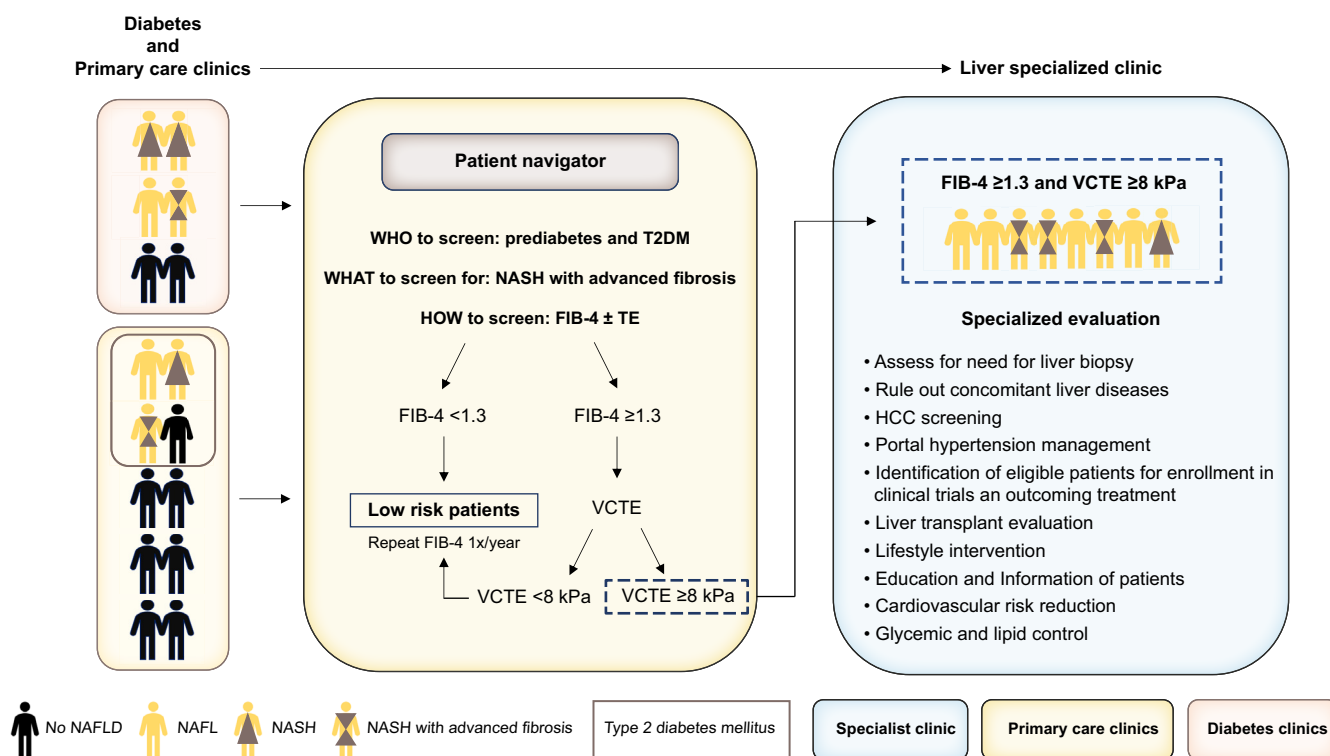 Diabetes
and
Primary care clinics
Liver specialized clinic
Patient navigator
WHO to screen: prediabetes and T2DM
WHAT to screen for: NASH with advanced fibrosis
HOW to screen: FIB-4 ± TE
FIB-4 <1.3
FIB-4 ≥1.3
Low risk patients
Repeat FIB-4 1x/year
VCTE
VCTE <8 kPa
VCTE ≥8 kPa
FIB-4 ≥1.3 and VCTE ≥8 kPa
Specialized evaluation
• Assess for need for liver biopsy
• Rule out concomitant liver diseases
• HCC screening
• Portal hypertension management
• Identification of eligible patients for enrollment in
clinical trials an outcoming treatment
• Liver transplant evaluation
• Lifestyle intervention
• Education and Information of patients
• Cardiovascular risk reduction
• Glycemic and lipid control
No NAFLD
NAFL
NASH
NASH with advanced fibrosis
Type 2 diabetes mellitus
Specialist clinic
Primary care clinics
Diabetes clinics